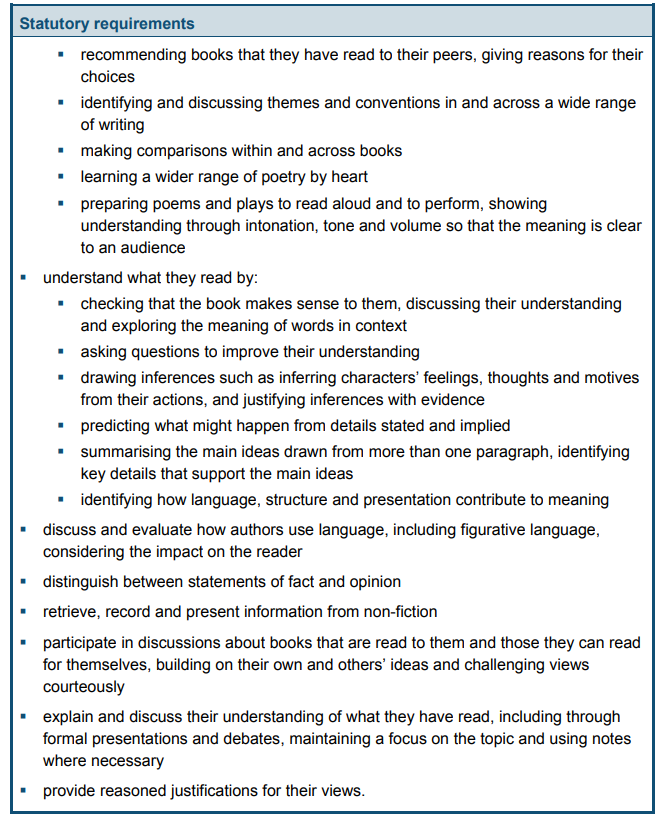 Statutory requirements
▪ recommending books that they have read to their peers, giving reasons for their
choices
▪ identifying and discussing themes and conventions in and across a wide range
of writing
▪ making comparisons within and across books
▪ learning a wider range of poetry by heart
▪ preparing poems and plays to read aloud and to perform, showing
understanding through intonation, tone and volume so that the meaning is clear
to an audience
▪ understand what they read by:
▪ checking that the book makes sense to them, discussing their understanding
and exploring the meaning of words in context
▪ asking questions to improve their understanding
▪ drawing inferences such as inferring characters’ feelings, thoughts and motives
from their actions, and justifying inferences with evidence
▪ predicting what might happen from details stated and implied
▪ summarising the main ideas drawn from more than one paragraph, identifying
key details that support the main ideas
▪ identifying how language, structure and presentation contribute to meaning
▪ discuss and evaluate how authors use language, including figurative language,
considering the impact on the reader
▪ distinguish between statements of fact and opinion
▪ retrieve, record and present information from non-fiction
▪ participate in discussions about books that are read to them and those they can read
for themselves, building on their own and others’ ideas and challenging views
courteously
▪ explain and discuss their understanding of what they have read, including through
formal presentations and debates, maintaining a focus on the topic and using notes
where necessary
▪ provide reasoned justifications for their views.